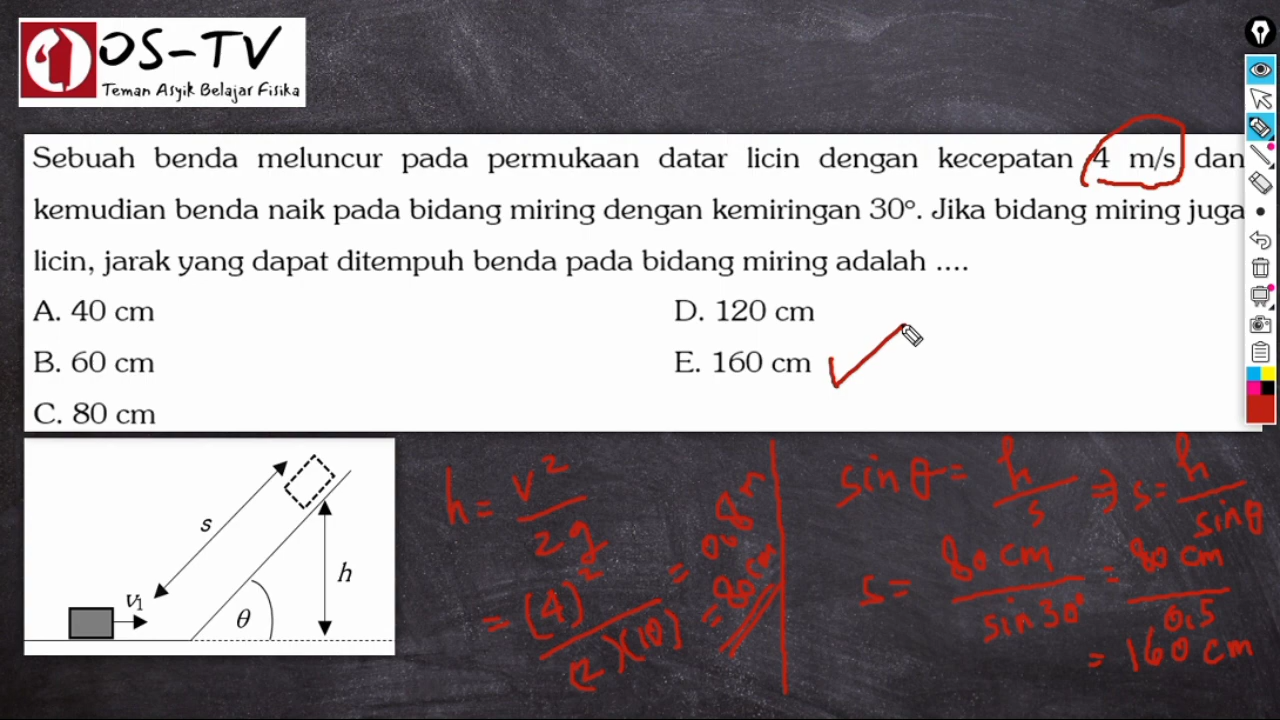 OS-TV
Teman Asyik Belajar Fisika
Sebuah benda meluncur pada permukaan datar licin dengan kecepatan 4 m/s dan
kemudian benda naik pada bidang miring dengan kemiringan 30°. Jika bidang miring juga
licin, jarak yang dapat ditempuh benda pada bidang miring adalah ....
A. 40 cm
B. 60 cm
C. 80 cm
D. 120 cm
E. 160 cm
s
h
v₁
θ
h = v²/2g
= (4)²/(2)(10) = 0,8 m
= 80 cm
sin θ = h/s ⇒ s = h/sin θ
s = 80 cm/sin 30° = 80 cm/0,5
= 160 cm